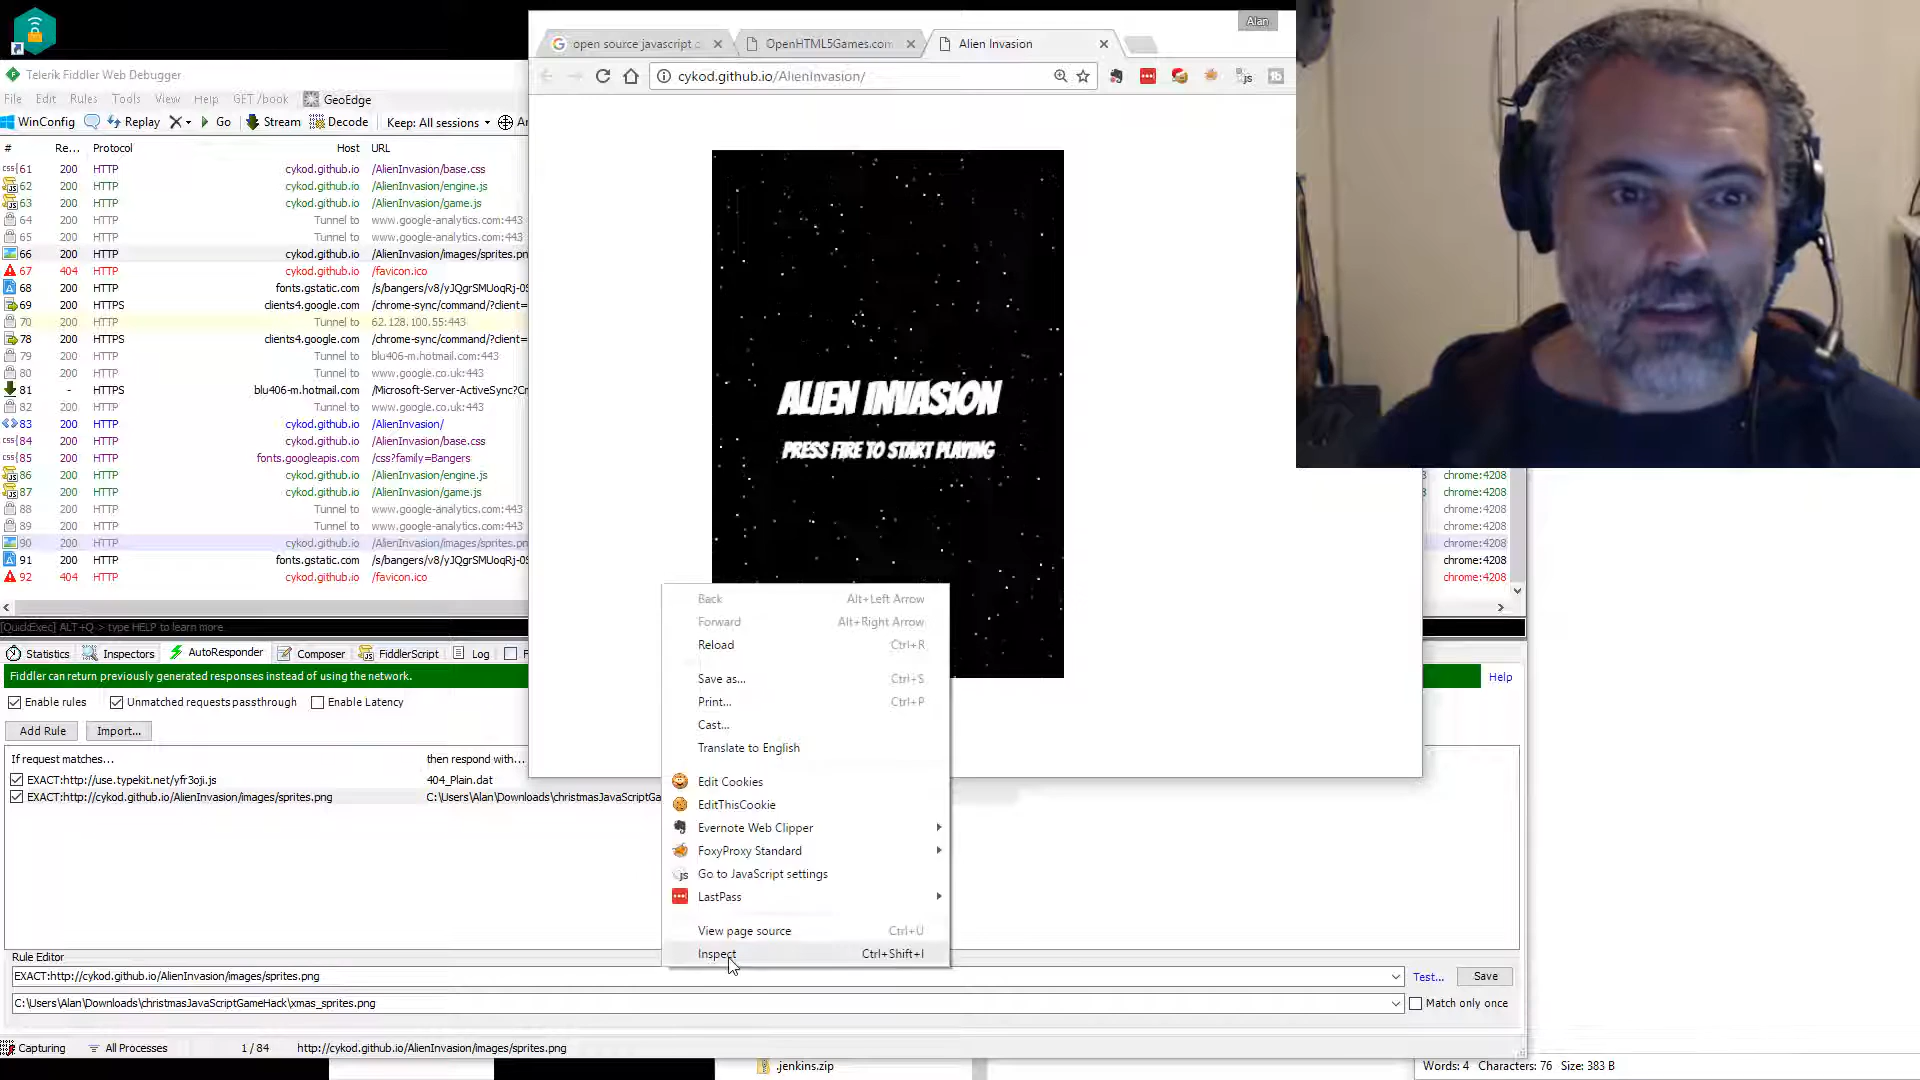 Alan
open source javascript
OpenHTML5Games.com
Alien Invasion
Telerik Fiddler Web Debugger
cykod.github.io/AlienInvasion/
File Edit Rules Tools View Help GET /book GeoEdge
WinConfig Replay Go Stream Decode Keep: All sessions
# Re... Protocol Host URL
61 200 HTTP cykod.github.io /AlienInvasion/base.css
62 200 HTTP cykod.github.io /AlienInvasion/engine.js
63 200 HTTP cykod.github.io /AlienInvasion/game.js
64 200 HTTP Tunnel to www.google-analytics.com:443
65 200 HTTP Tunnel to www.google-analytics.com:443
66 200 HTTP cykod.github.io /AlienInvasion/images/sprites.pn
67 404 HTTP cykod.github.io /favicon.ico
68 200 HTTP fonts.gstatic.com /s/bangers/v8/yJQgrSMUoqRj-0S
69 200 HTTPS clients4.google.com /chrome-sync/command/?client=
70 200 HTTP Tunnel to 62.128.100.55:443
78 200 HTTPS clients4.google.com /chrome-sync/command/?client=
79 200 HTTP Tunnel to blu406-m.hotmail.com:443
80 200 HTTP Tunnel to www.google.co.uk:443
81 - HTTPS blu406-m.hotmail.com /Microsoft-Server-ActiveSync?C
82 200 HTTP Tunnel to www.google.co.uk:443
83 200 HTTP cykod.github.io /AlienInvasion/
84 200 HTTP cykod.github.io /AlienInvasion/base.css
85 200 HTTP fonts.googleapis.com /css?family=Bangers
86 200 HTTP cykod.github.io /AlienInvasion/engine.js chrome:4208
87 200 HTTP cykod.github.io /AlienInvasion/game.js chrome:4208
88 200 HTTP Tunnel to www.google-analytics.com:443 chrome:4208
89 200 HTTP Tunnel to www.google-analytics.com:443 chrome:4208
90 200 HTTP cykod.github.io /AlienInvasion/images/sprites.pn chrome:4208
91 200 HTTP fonts.gstatic.com /s/bangers/v8/yJQgrSMUoqRj-0S chrome:4208
92 404 HTTP cykod.github.io /favicon.ico chrome:4208
ALIEN INVASION
PRESS FIRE TO START PLAYING
[QuickExec] ALT+Q > type HELP to learn more
Statistics Inspectors AutoResponder Composer FiddlerScript Log F
Fiddler can return previously generated responses instead of using the network. Help
Enable rules Unmatched requests passthrough Enable Latency
Add Rule Import...
If request matches... then respond with...
EXACT:http://use.typekit.net/yfr3oji.js 404_Plain.dat
EXACT:http://cykod.github.io/AlienInvasion/images/sprites.png C:\Users\Alan\Downloads\christmasJavaScriptGa
Back Alt+Left Arrow
Forward Alt+Right Arrow
Reload Ctrl+R
Save as... Ctrl+S
Print... Ctrl+P
Cast...
Translate to English
Edit Cookies
EditThisCookie
Evernote Web Clipper
FoxyProxy Standard
Go to JavaScript settings
LastPass
View page source Ctrl+U
Inspect Ctrl+Shift+I
Rule Editor
EXACT:http://cykod.github.io/AlienInvasion/images/sprites.png Test... Save
C:\Users\Alan\Downloads\christmasJavaScriptGameHack\xmas_sprites.png Match only once
Capturing All Processes 1 / 84 http://cykod.github.io/AlienInvasion/images/sprites.png
.jenkins.zip Words: 4 Characters: 76 Size: 383 B